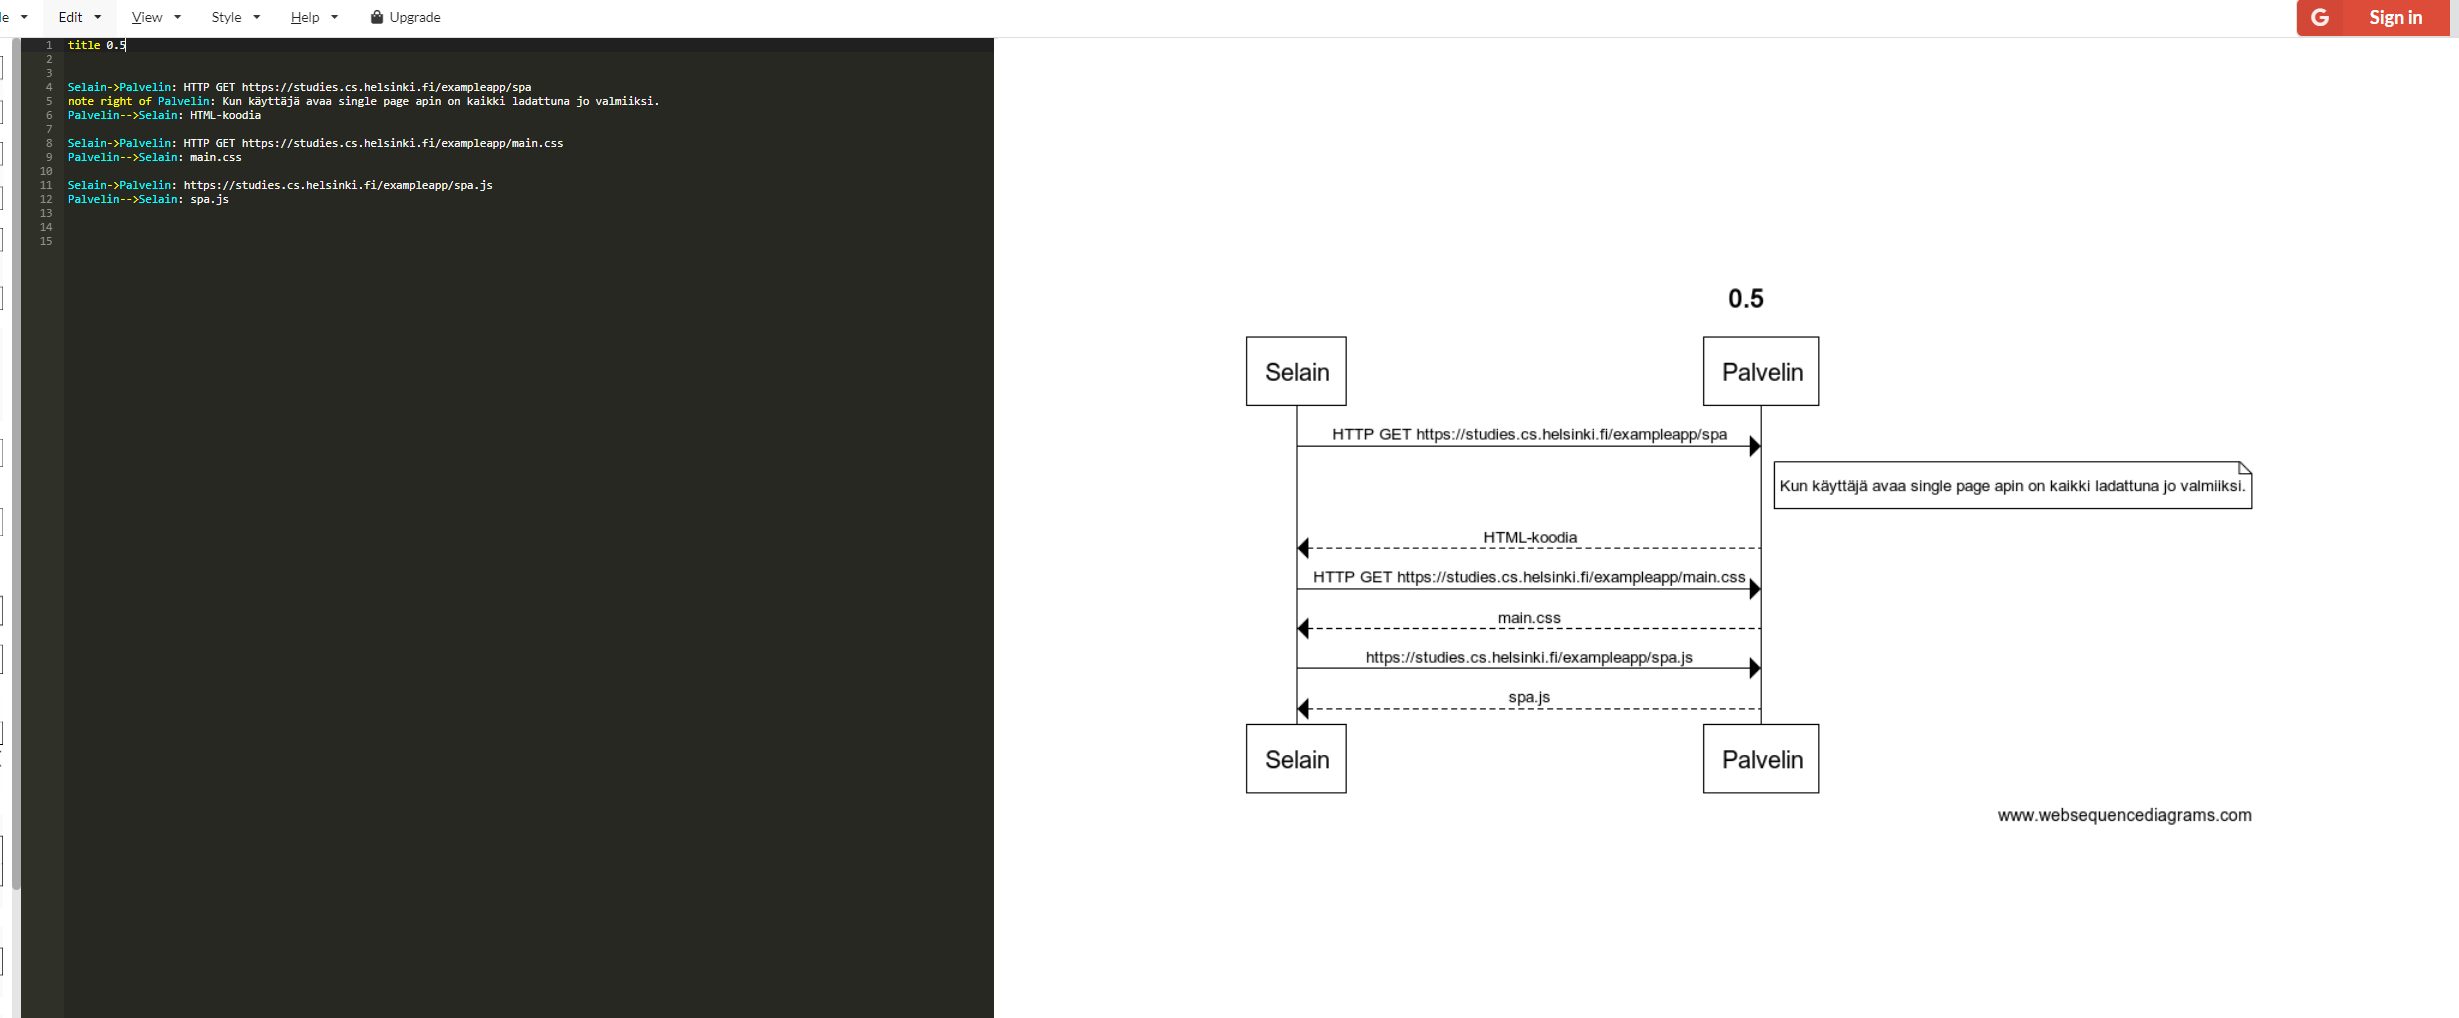 le Edit View Style Help Upgrade
G Sign in
1 title 0.5
2
3
4 Selain->Palvelin: HTTP GET https://studies.cs.helsinki.fi/exampleapp/spa
5 note right of Palvelin: Kun käyttäjä avaa single page apin on kaikki ladattuna jo valmiiksi.
6 Palvelin-->Selain: HTML-koodia
7
8 Selain->Palvelin: HTTP GET https://studies.cs.helsinki.fi/exampleapp/main.css
9 Palvelin-->Selain: main.css
10
11 Selain->Palvelin: https://studies.cs.helsinki.fi/exampleapp/spa.js
12 Palvelin-->Selain: spa.js
13
14
15
0.5
Selain Palvelin
HTTP GET https://studies.cs.helsinki.fi/exampleapp/spa
Kun käyttäjä avaa single page apin on kaikki ladattuna jo valmiiksi.
HTML-koodia
HTTP GET https://studies.cs.helsinki.fi/exampleapp/main.css
main.css
https://studies.cs.helsinki.fi/exampleapp/spa.js
spa.js
Selain Palvelin
www.websequencediagrams.com